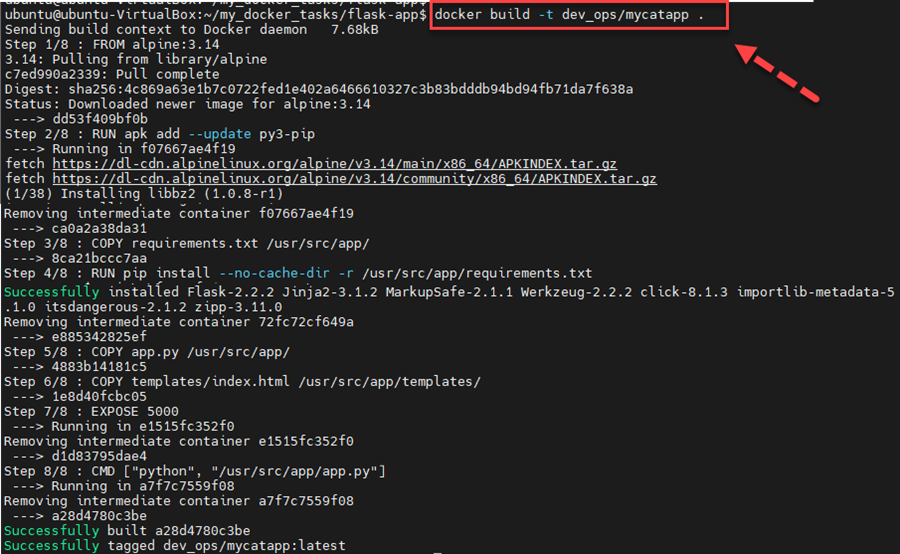 ubuntu@ubuntu-VirtualBox:~/my_docker_tasks/flask-app$
ubuntu@ubuntu-VirtualBox:~/my_docker_tasks/flask-app$ docker build -t dev_ops/mycatapp .
Sending build context to Docker daemon   7.68kB
Step 1/8 : FROM alpine:3.14
3.14: Pulling from library/alpine
c7ed990a2339: Pull complete
Digest: sha256:4c869a63e1b7c0722fed1e402a6466610327c3b83bdddb94bd94fb71da7f638a
Status: Downloaded newer image for alpine:3.14
 ---> dd53f409bf0b
Step 2/8 : RUN apk add --update py3-pip
 ---> Running in f07667ae4f19
fetch https://dl-cdn.alpinelinux.org/alpine/v3.14/main/x86_64/APKINDEX.tar.gz
fetch https://dl-cdn.alpinelinux.org/alpine/v3.14/community/x86_64/APKINDEX.tar.gz
(1/38) Installing libbz2 (1.0.8-r1)
Removing intermediate container f07667ae4f19
 ---> ca0a2a38da31
Step 3/8 : COPY requirements.txt /usr/src/app/
 ---> 8ca21bccc7aa
Step 4/8 : RUN pip install --no-cache-dir -r /usr/src/app/requirements.txt
Successfully installed Flask-2.2.2 Jinja2-3.1.2 MarkupSafe-2.1.1 Werkzeug-2.2.2 click-8.1.3 importlib-metadata-5
.1.0 itsdangerous-2.1.2 zipp-3.11.0
Removing intermediate container 72fc72cf649a
 ---> e885342825ef
Step 5/8 : COPY app.py /usr/src/app/
 ---> 4883b14181c5
Step 6/8 : COPY templates/index.html /usr/src/app/templates/
 ---> 1e8d40fcbc05
Step 7/8 : EXPOSE 5000
 ---> Running in e1515fc352f0
Removing intermediate container e1515fc352f0
 ---> d1d83795dae4
Step 8/8 : CMD ["python", "/usr/src/app/app.py"]
 ---> Running in a7f7c7559f08
Removing intermediate container a7f7c7559f08
 ---> a28d4780c3be
Successfully built a28d4780c3be
Successfully tagged dev_ops/mycatapp:latest